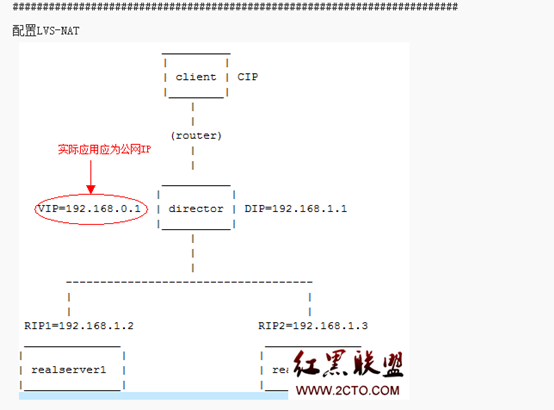 ##########################################################################
配置LVS-NAT
client CIP
(router)
实际应用应为公网IP
VIP=192.168.0.1 director DIP=192.168.1.1
RIP1=192.168.1.2 RIP2=192.168.1.3
realserver1 rea
红黑联盟
WWW.2CTO.COM